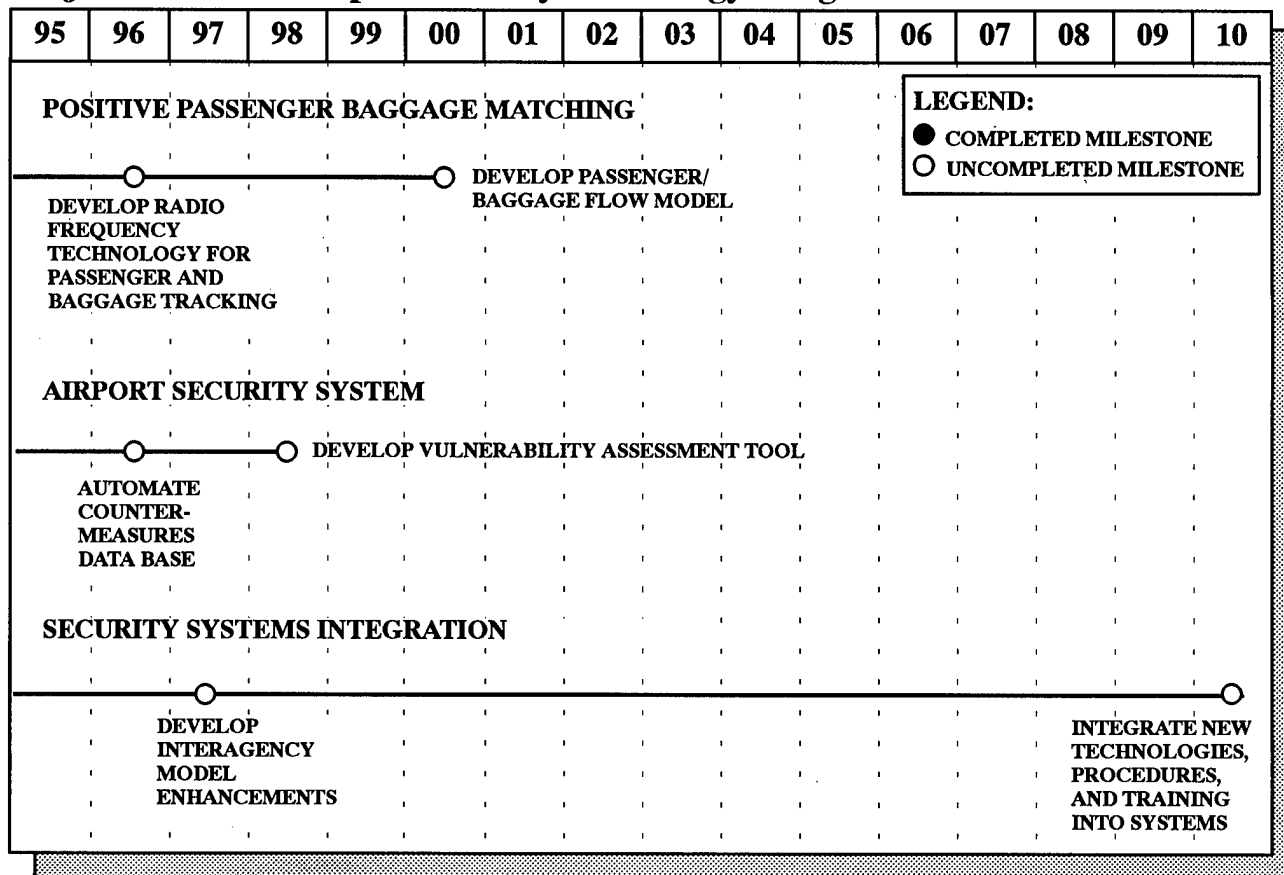 95 96 97 98 99 00 01 02 03 04 05 06 07 08 09 10
POSITIVE PASSENGER BAGGAGE MATCHING
LEGEND:
COMPLETED MILESTONE
UNCOMPLETED MILESTONE
DEVELOP PASSENGER/
BAGGAGE FLOW MODEL
DEVELOP RADIO
FREQUENCY
TECHNOLOGY FOR
PASSENGER AND
BAGGAGE TRACKING
AIRPORT SECURITY SYSTEM
DEVELOP VULNERABILITY ASSESSMENT TOOL
AUTOMATE
COUNTER-
MEASURES
DATA BASE
SECURITY SYSTEMS INTEGRATION
DEVELOP
INTERAGENCY
MODEL
ENHANCEMENTS
INTEGRATE NEW
TECHNOLOGIES,
PROCEDURES,
AND TRAINING
INTO SYSTEMS